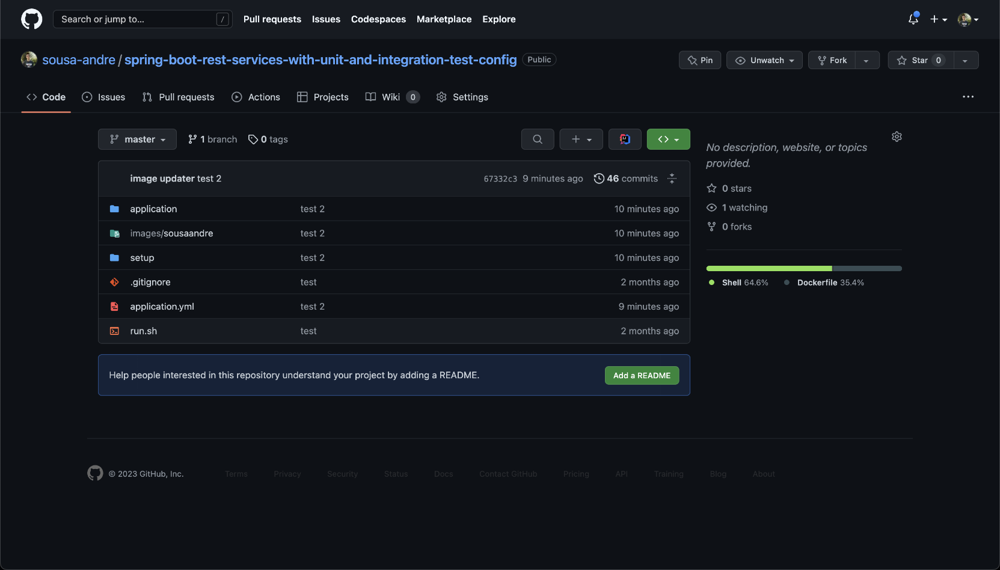 Search or jump to... / Pull requests Issues Codespaces Marketplace Explore
sousa-andre / spring-boot-rest-services-with-unit-and-integration-test-config Public Pin Unwatch Fork Star 0
Code Issues Pull requests Actions Projects Wiki 0 Settings
master 1 branch 0 tags
No description, website, or topics
provided.
image updater test 2 67332c3 9 minutes ago 46 commits
0 stars
application test 2 10 minutes ago
1 watching
images/sousaandre test 2 10 minutes ago
0 forks
setup test 2 10 minutes ago
.gitignore test 2 months ago
Shell 64.6% Dockerfile 35.4%
application.yml test 2 9 minutes ago
run.sh test 2 months ago
Help people interested in this repository understand your project by adding a README. Add a README
© 2023 GitHub, Inc. Terms Privacy Security Status Docs Contact GitHub Pricing API Training Blog About